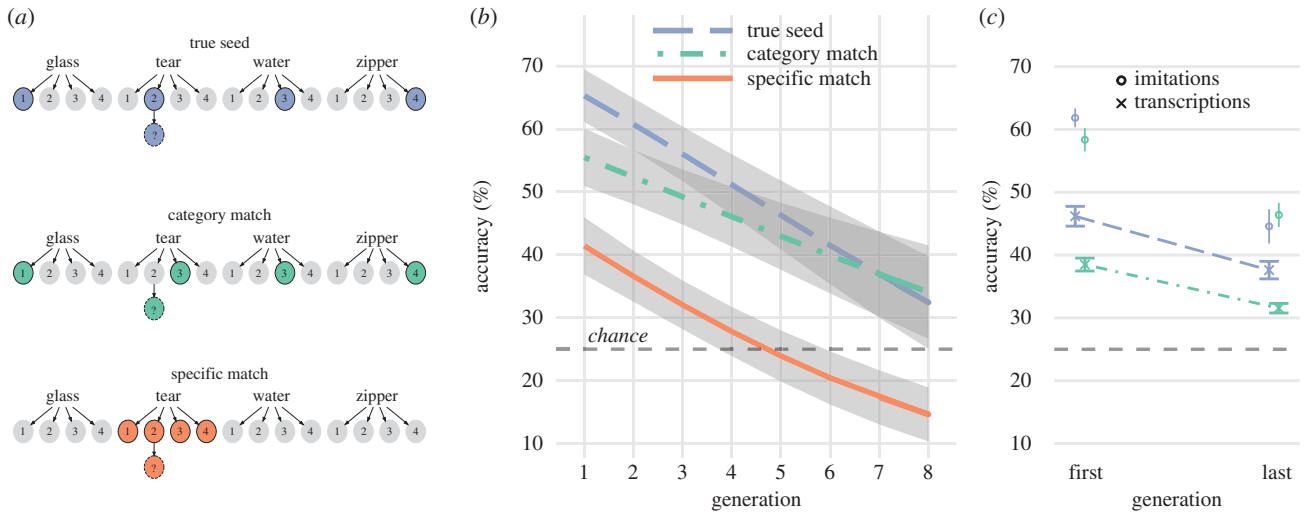 (a)
true seed
glass tear water zipper
1 2 3 4 1 2 3 4 1 2 3 4 1 2 3 4
?
category match
glass tear water zipper
1 2 3 4 1 2 3 4 1 2 3 4 1 2 3 4
?
specific match
glass tear water zipper
1 2 3 4 1 2 3 4 1 2 3 4 1 2 3 4
?
(b)
true seed
category match
specific match
accuracy (%)
70
60
50
40
30
20
10
chance
1 2 3 4 5 6 7 8
generation
(c)
imitations
transcriptions
accuracy (%)
70
60
50
40
30
20
10
first last
generation